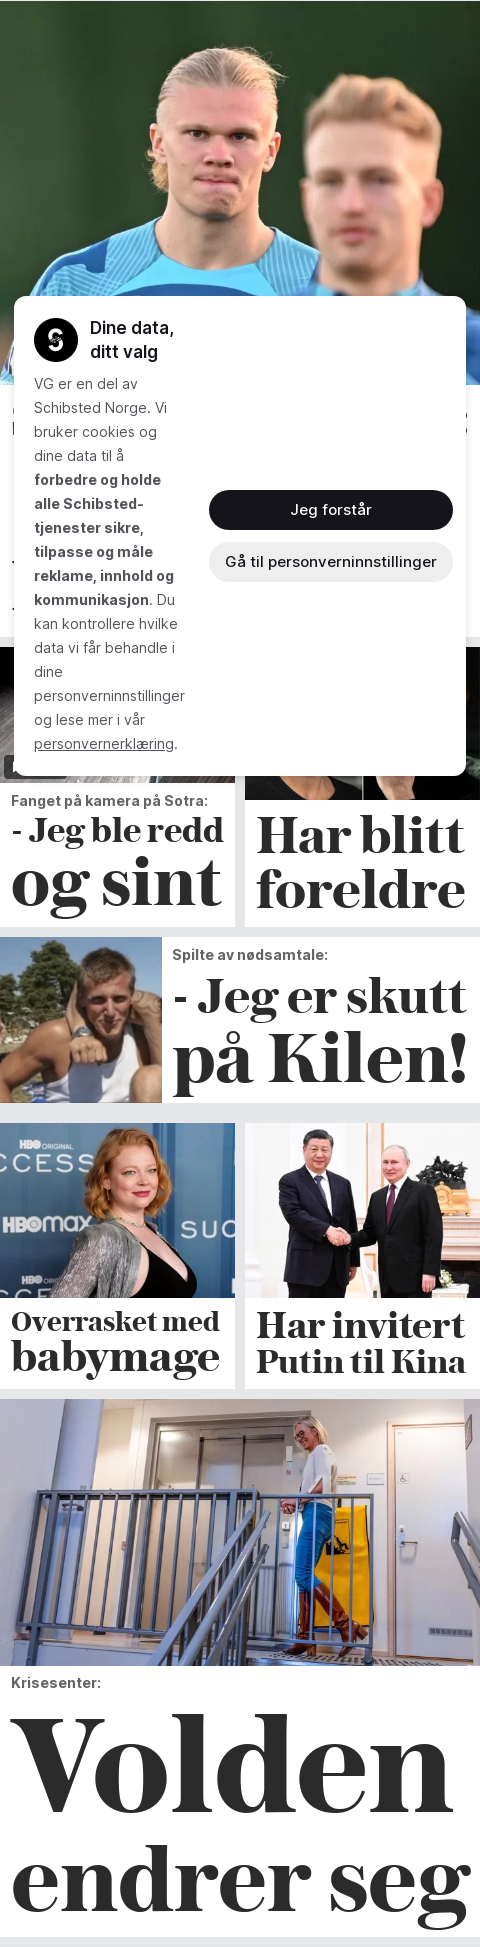 Dine data,
ditt valg
VG er en del av
Schibsted Norge. Vi
bruker cookies og
dine data til å
forbedre og holde
alle Schibsted-
tjenester sikre,
tilpasse og måle
reklame, innhold og
kommunikasjon. Du
kan kontrollere hvilke
data vi får behandle i
dine
personverninnstillinger
og lese mer i vår
personvernerklæring.
Jeg forstår
Gå til personverninnstillinger
Fanget på kamera på Sotra:
- Jeg ble redd
og sint
Har blitt
foreldre
Spilte av nødsamtale:
- Jeg er skutt
på Kilen!
HBO ORIGINAL
CCESS
HBOMAX
SUC
HBO
Overrasket med
babymage
Har invitert
Putin til Kina
Krisesenter:
Volden
endrer seg